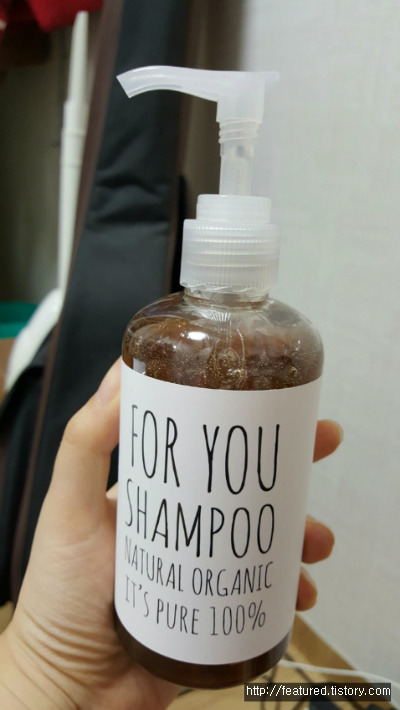 FOR YOU
SHAMPOO
NATURAL ORGANIC
IT'S PURE 100%
http://featured.tistory.com